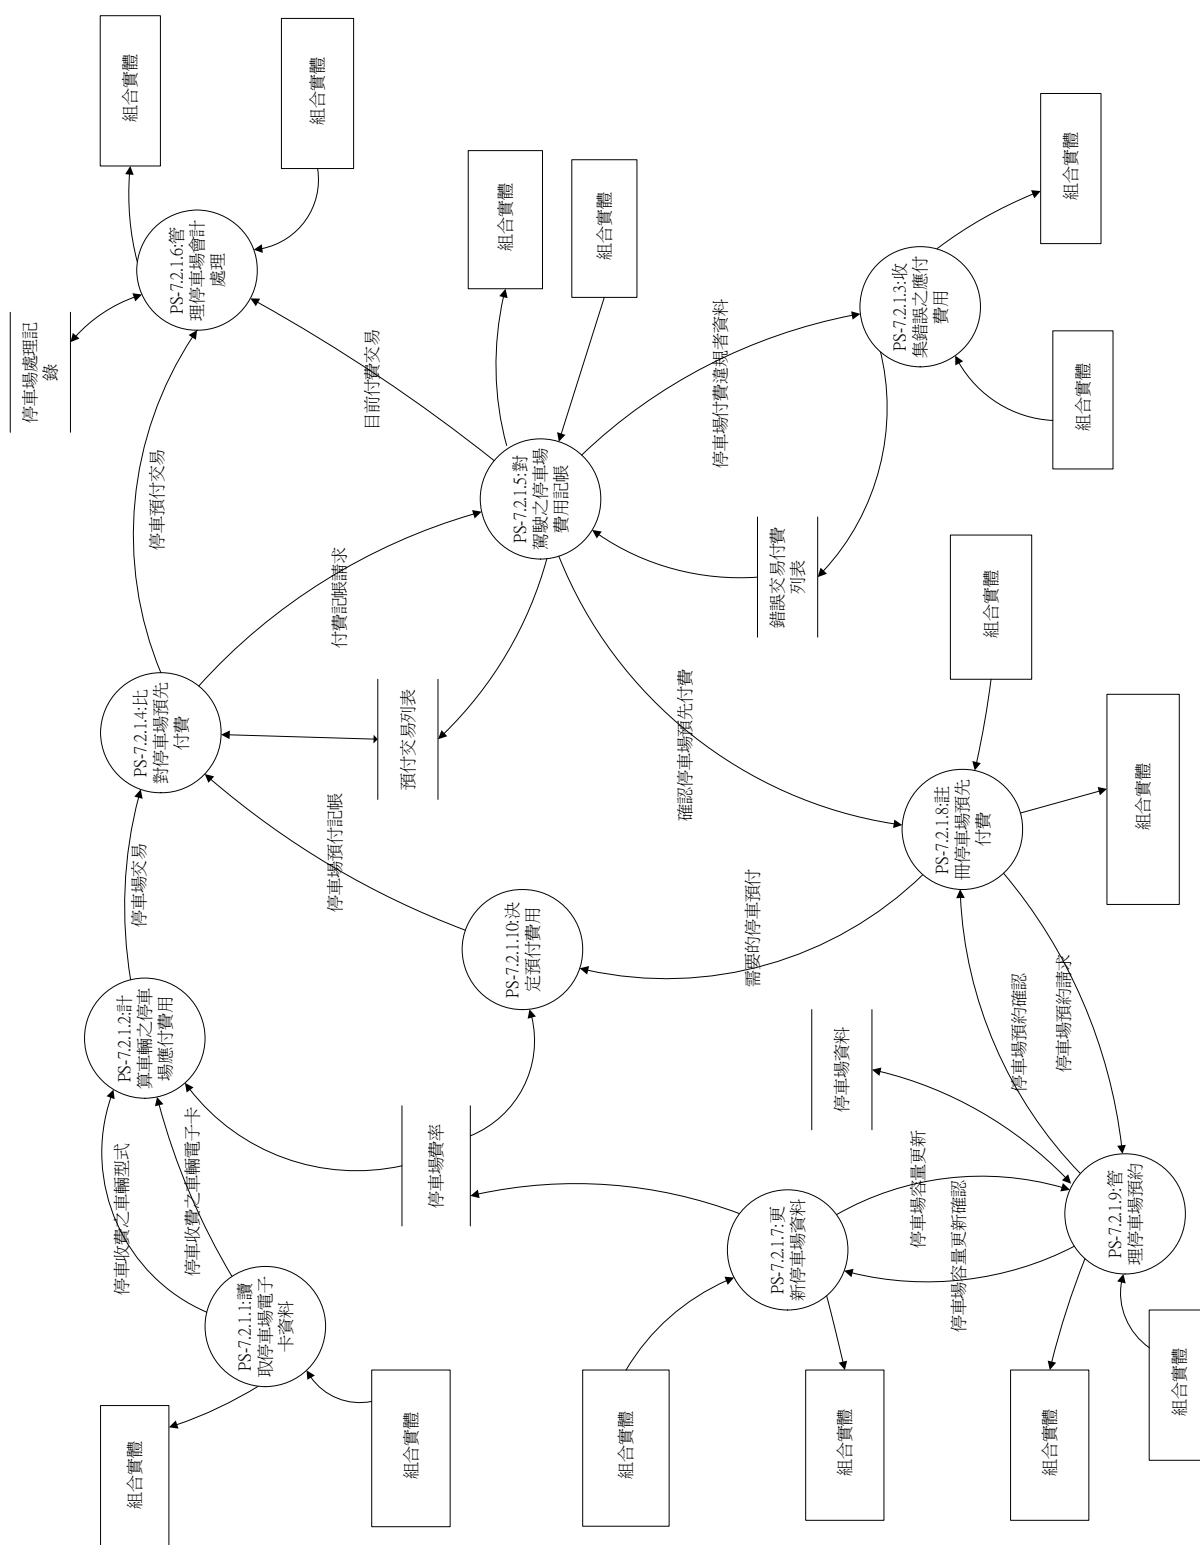 組合實體
組合實體
PS-7.2.1.1:讀
取停車場電子
卡資料
停車收費之車輛型式
停車收費之車輛電子卡
PS-7.2.1.2:計
算車輛之停車
場應付費用
停車場交易
PS-7.2.1.4:比
對停車場預先
付費
停車預付交易
PS-7.2.1.6:管
理停車場會計
處理
停車場處理記
錄
組合實體
組合實體
停車場費率
PS-7.2.1.10:決
定預付費用
停車場預付記帳
預付交易列表
付費記帳請求
目前付費交易
PS-7.2.1.5:對
駕駛之停車場
費用記帳
組合實體
組合實體
組合實體
組合實體
PS-7.2.1.7:更
新停車場資料
停車場容量更新
停車場容量更新確認
停車場資料
需要的停車預付
確認停車場預先付費
錯誤交易付費
列表
停車場付費違規者資料
PS-7.2.1.3:收
集錯誤之應付
費用
組合實體
組合實體
PS-7.2.1.8:註
冊停車場預先
付費
組合實體
組合實體
停車場預約確認
停車場預約請求
PS-7.2.1.9:管
理停車場預約
組合實體
組合實體